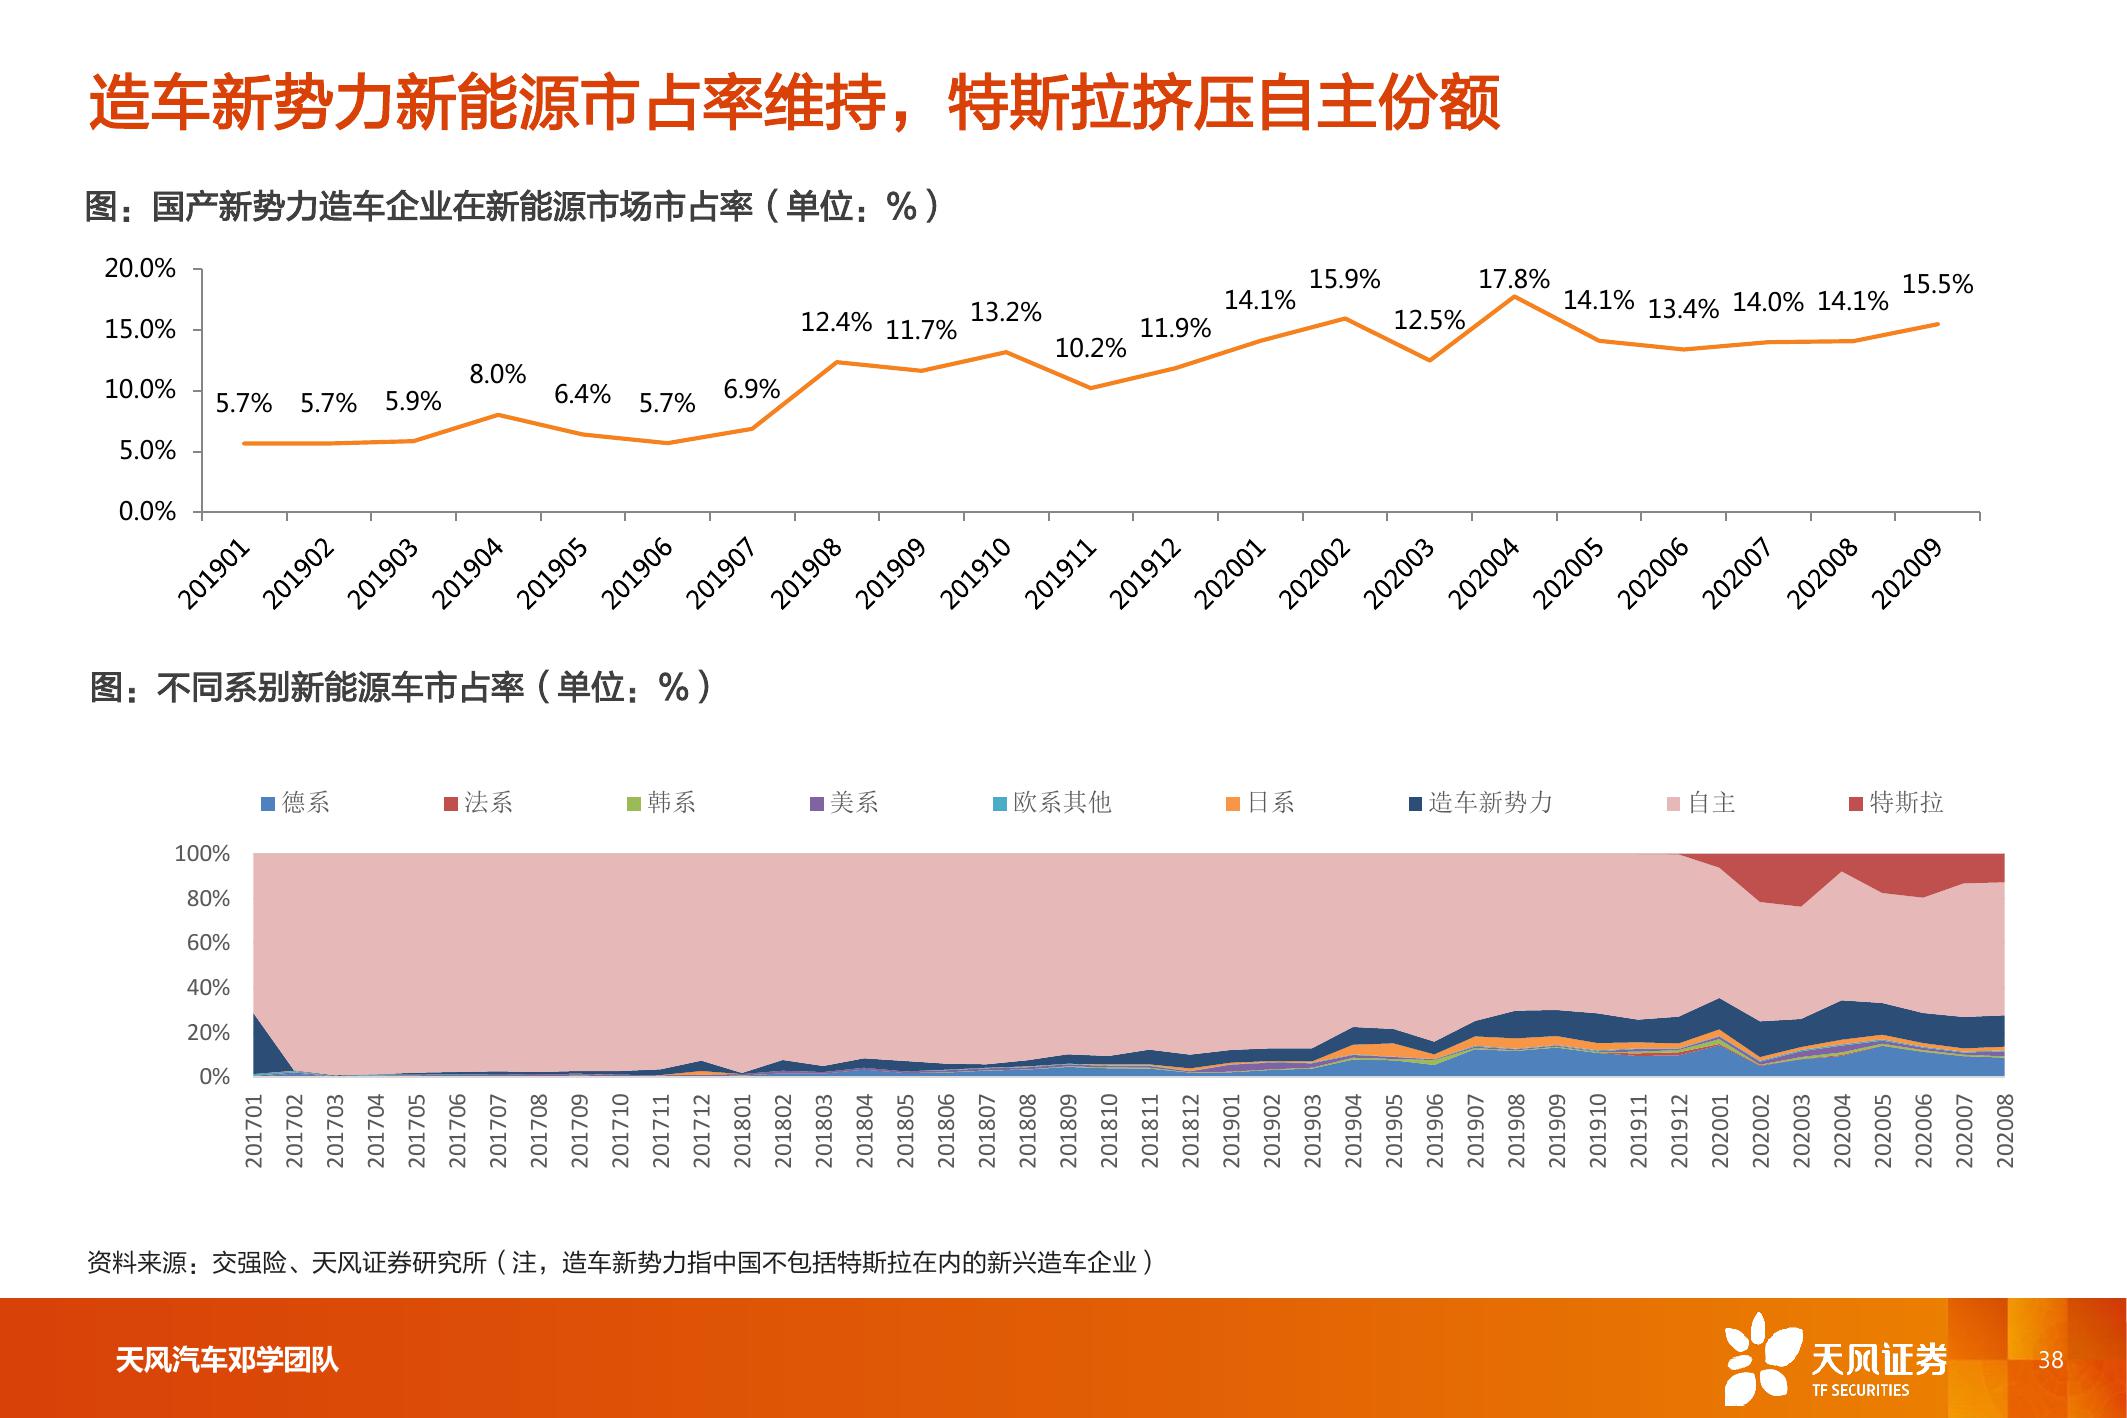 造车新势力新能源市占率维持，特斯拉挤压自主份额
图：国产新势力造车企业在新能源市场市占率（单位：%）
20.0%
15.0%
10.0%
5.0%
0.0%
5.7% 5.7% 5.9% 8.0% 6.4% 5.7% 6.9% 12.4% 11.7% 13.2% 10.2% 11.9% 14.1% 15.9% 12.5% 17.8% 14.1% 13.4% 14.0% 14.1% 15.5%
201901 201902 201903 201904 201905 201906 201907 201908 201909 201910 201911 201912 202001 202002 202003 202004 202005 202006 202007 202008 202009
图：不同系别新能源车市占率（单位：%）
德系 法系 韩系 美系 欧系其他 日系 造车新势力 自主 特斯拉
100%
80%
60%
40%
20%
0%
201701 201702 201703 201704 201705 201706 201707 201708 201709 201710 201711 201712 201801 201802 201803 201804 201805 201806 201807 201808 201809 201810 201811 201812 201901 201902 201903 201904 201905 201906 201907 201908 201909 201910 201911 201912 202001 202002 202003 202004 202005 202006 202007 202008
资料来源：交强险、天风证券研究所（注，造车新势力指中国不包括特斯拉在内的新兴造车企业）
天风汽车邓学团队
天风证券
TF SECURITIES
38